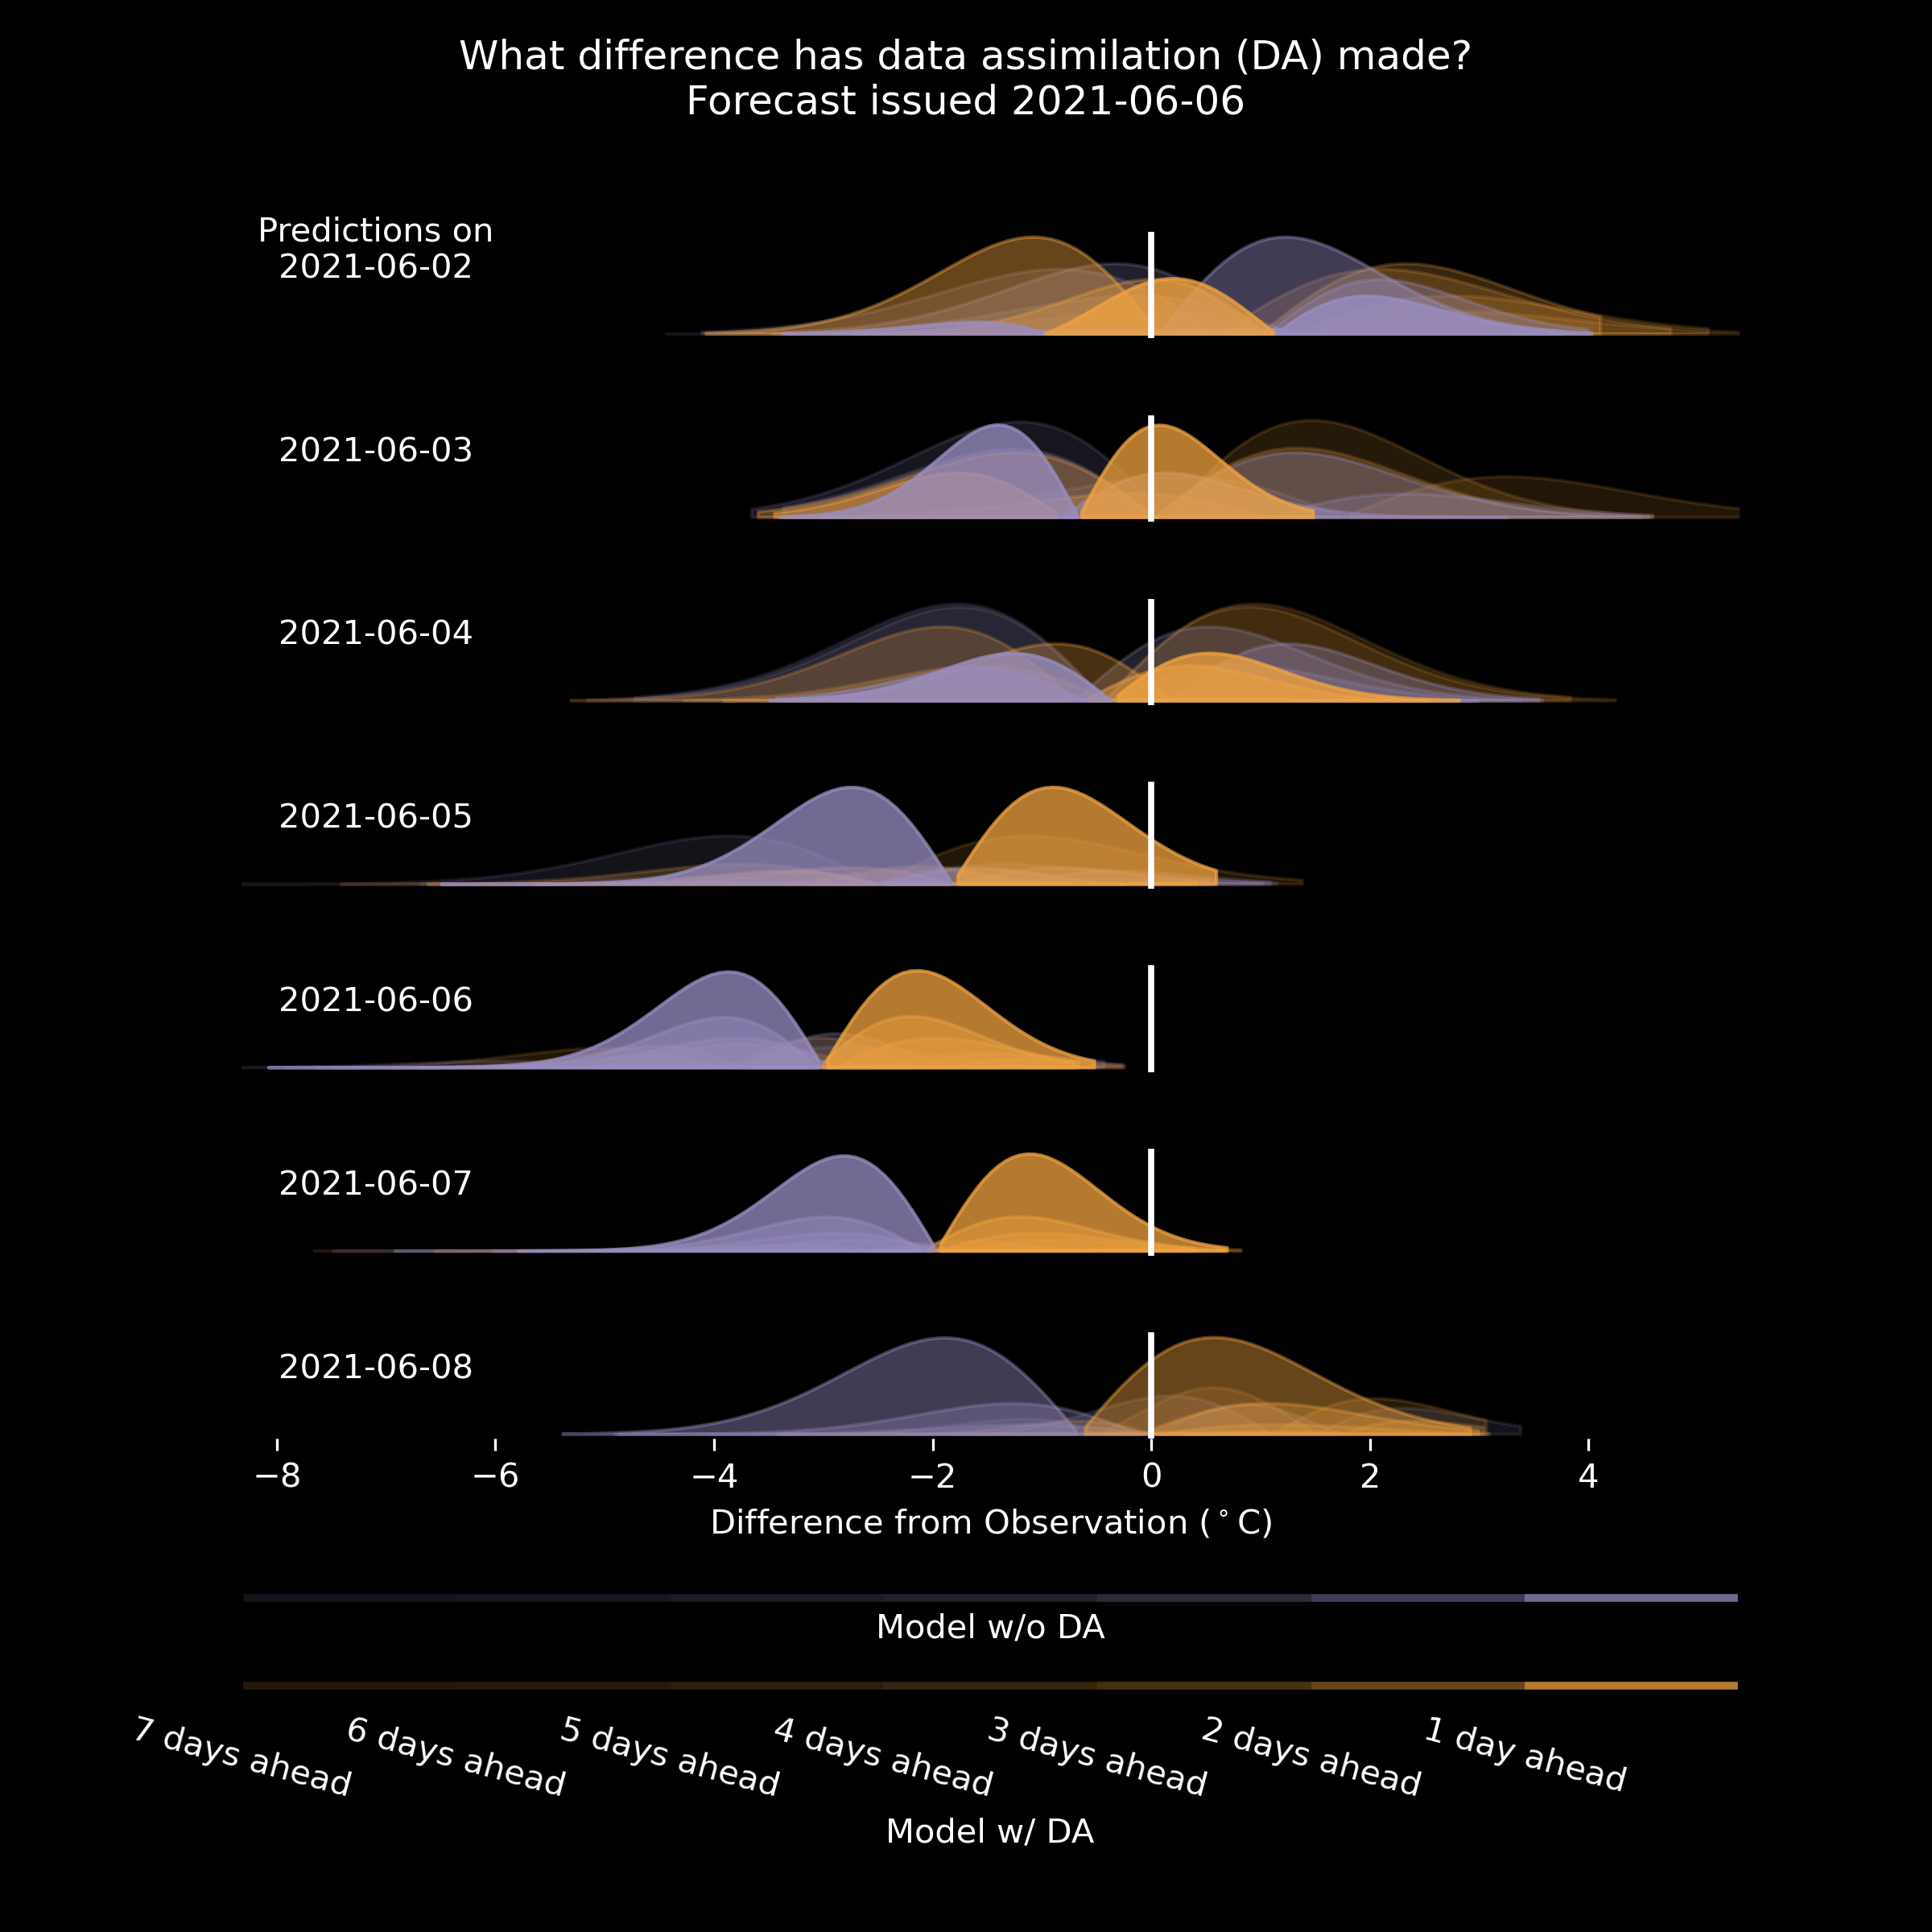 What difference has data assimilation (DA) made?
Forecast issued 2021-06-06
Predictions on
2021-06-02
2021-06-03
2021-06-04
2021-06-05
2021-06-06
2021-06-07
2021-06-08
−8 −6 −4 −2 0 2 4
Difference from Observation (°C)
Model w/o DA
7 days ahead 6 days ahead 5 days ahead 4 days ahead 3 days ahead 2 days ahead 1 day ahead
Model w/ DA